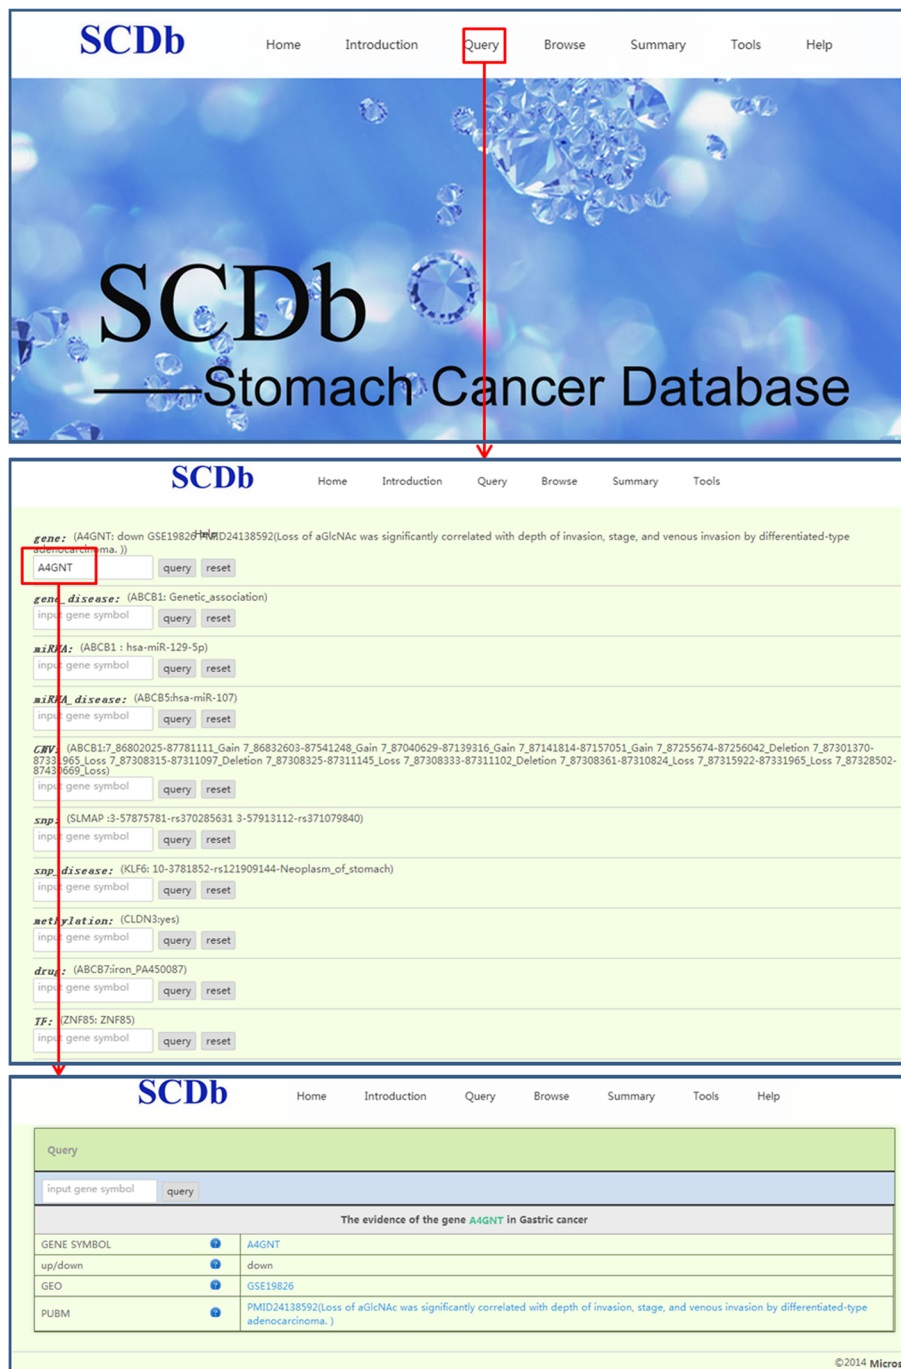 SCDb Home Introduction Query Browse Summary Tools Help
SCDb
——Stomach Cancer Database
SCDb Home Introduction Query Browse Summary Tools
Help
gene: (A4GNT: down GSE19826 PMID24138592(Loss of aGlcNAc was significantly correlated with depth of invasion, stage, and venous invasion by differentiated-type
adenocarcinoma. ))
A4GNT query reset
gene_disease: (ABCB1: Genetic_association)
input gene symbol query reset
miRNA: (ABCB1 : hsa-miR-129-5p)
input gene symbol query reset
miRNA_disease: (ABCB5:hsa-miR-107)
input gene symbol query reset
CNV: (ABCB1:7_86802025-87781111_Gain 7_86832603-87541248_Gain 7_87040629-87139316_Gain 7_87141814-87157051_Gain 7_87255674-87256042_Deletion 7_87301370-
87331965_Loss 7_87308315-87311097_Deletion 7_87308325-87311145_Loss 7_87308333-87311102_Deletion 7_87308361-87310824_Loss 7_87315922-87331965_Loss 7_87328502-
87430669_Loss)
input gene symbol query reset
snp: (SLMAP :3-57875781-rs370285631 3-57913112-rs371079840)
input gene symbol query reset
snp_disease: (KLF6: 10-3781852-rs121909144-Neoplasm_of_stomach)
input gene symbol query reset
methylation: (CLDN3:yes)
input gene symbol query reset
drug: (ABCB7:iron_PA450087)
input gene symbol query reset
TF: (ZNF85: ZNF85)
input gene symbol query reset
SCDb Home Introduction Query Browse Summary Tools Help
Query
input gene symbol query
The evidence of the gene A4GNT in Gastric cancer
GENE SYMBOL ? A4GNT
up/down ? down
GEO ? GSE19826
PUBM ? PMID24138592(Loss of aGlcNAc was significantly correlated with depth of invasion, stage, and venous invasion by differentiated-type
adenocarcinoma. )
©2014 Micros